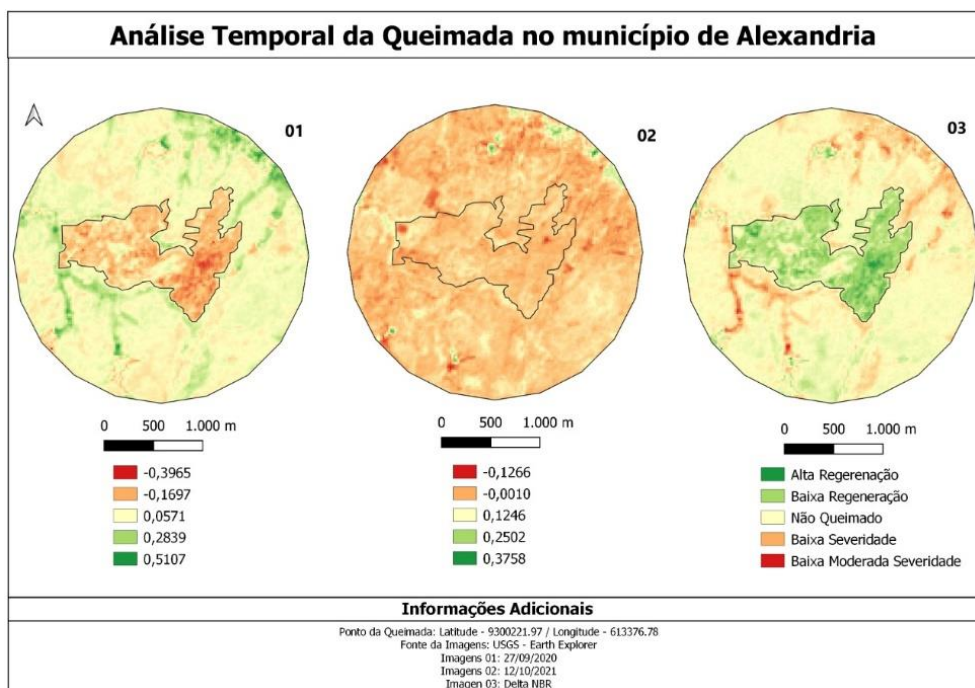 Análise Temporal da Queimada no município de Alexandria
01
02
03
0 500 1.000 m
0 500 1.000 m
0 500 1.000 m
-0,3965
-0,1697
0,0571
0,2839
0,5107
-0,1266
-0,0010
0,1246
0,2502
0,3758
Alta Regerenação
Baixa Regeneração
Não Queimado
Baixa Severidade
Baixa Moderada Severidade
Informações Adicionais
Ponto da Queimada: Latitude - 9300221.97 / Longitude - 613376.78
Fonte da Imagens: USGS - Earth Explorer
Imagens 01: 27/09/2020
Imagens 02: 12/10/2021
Imagen 03: Delta NBR